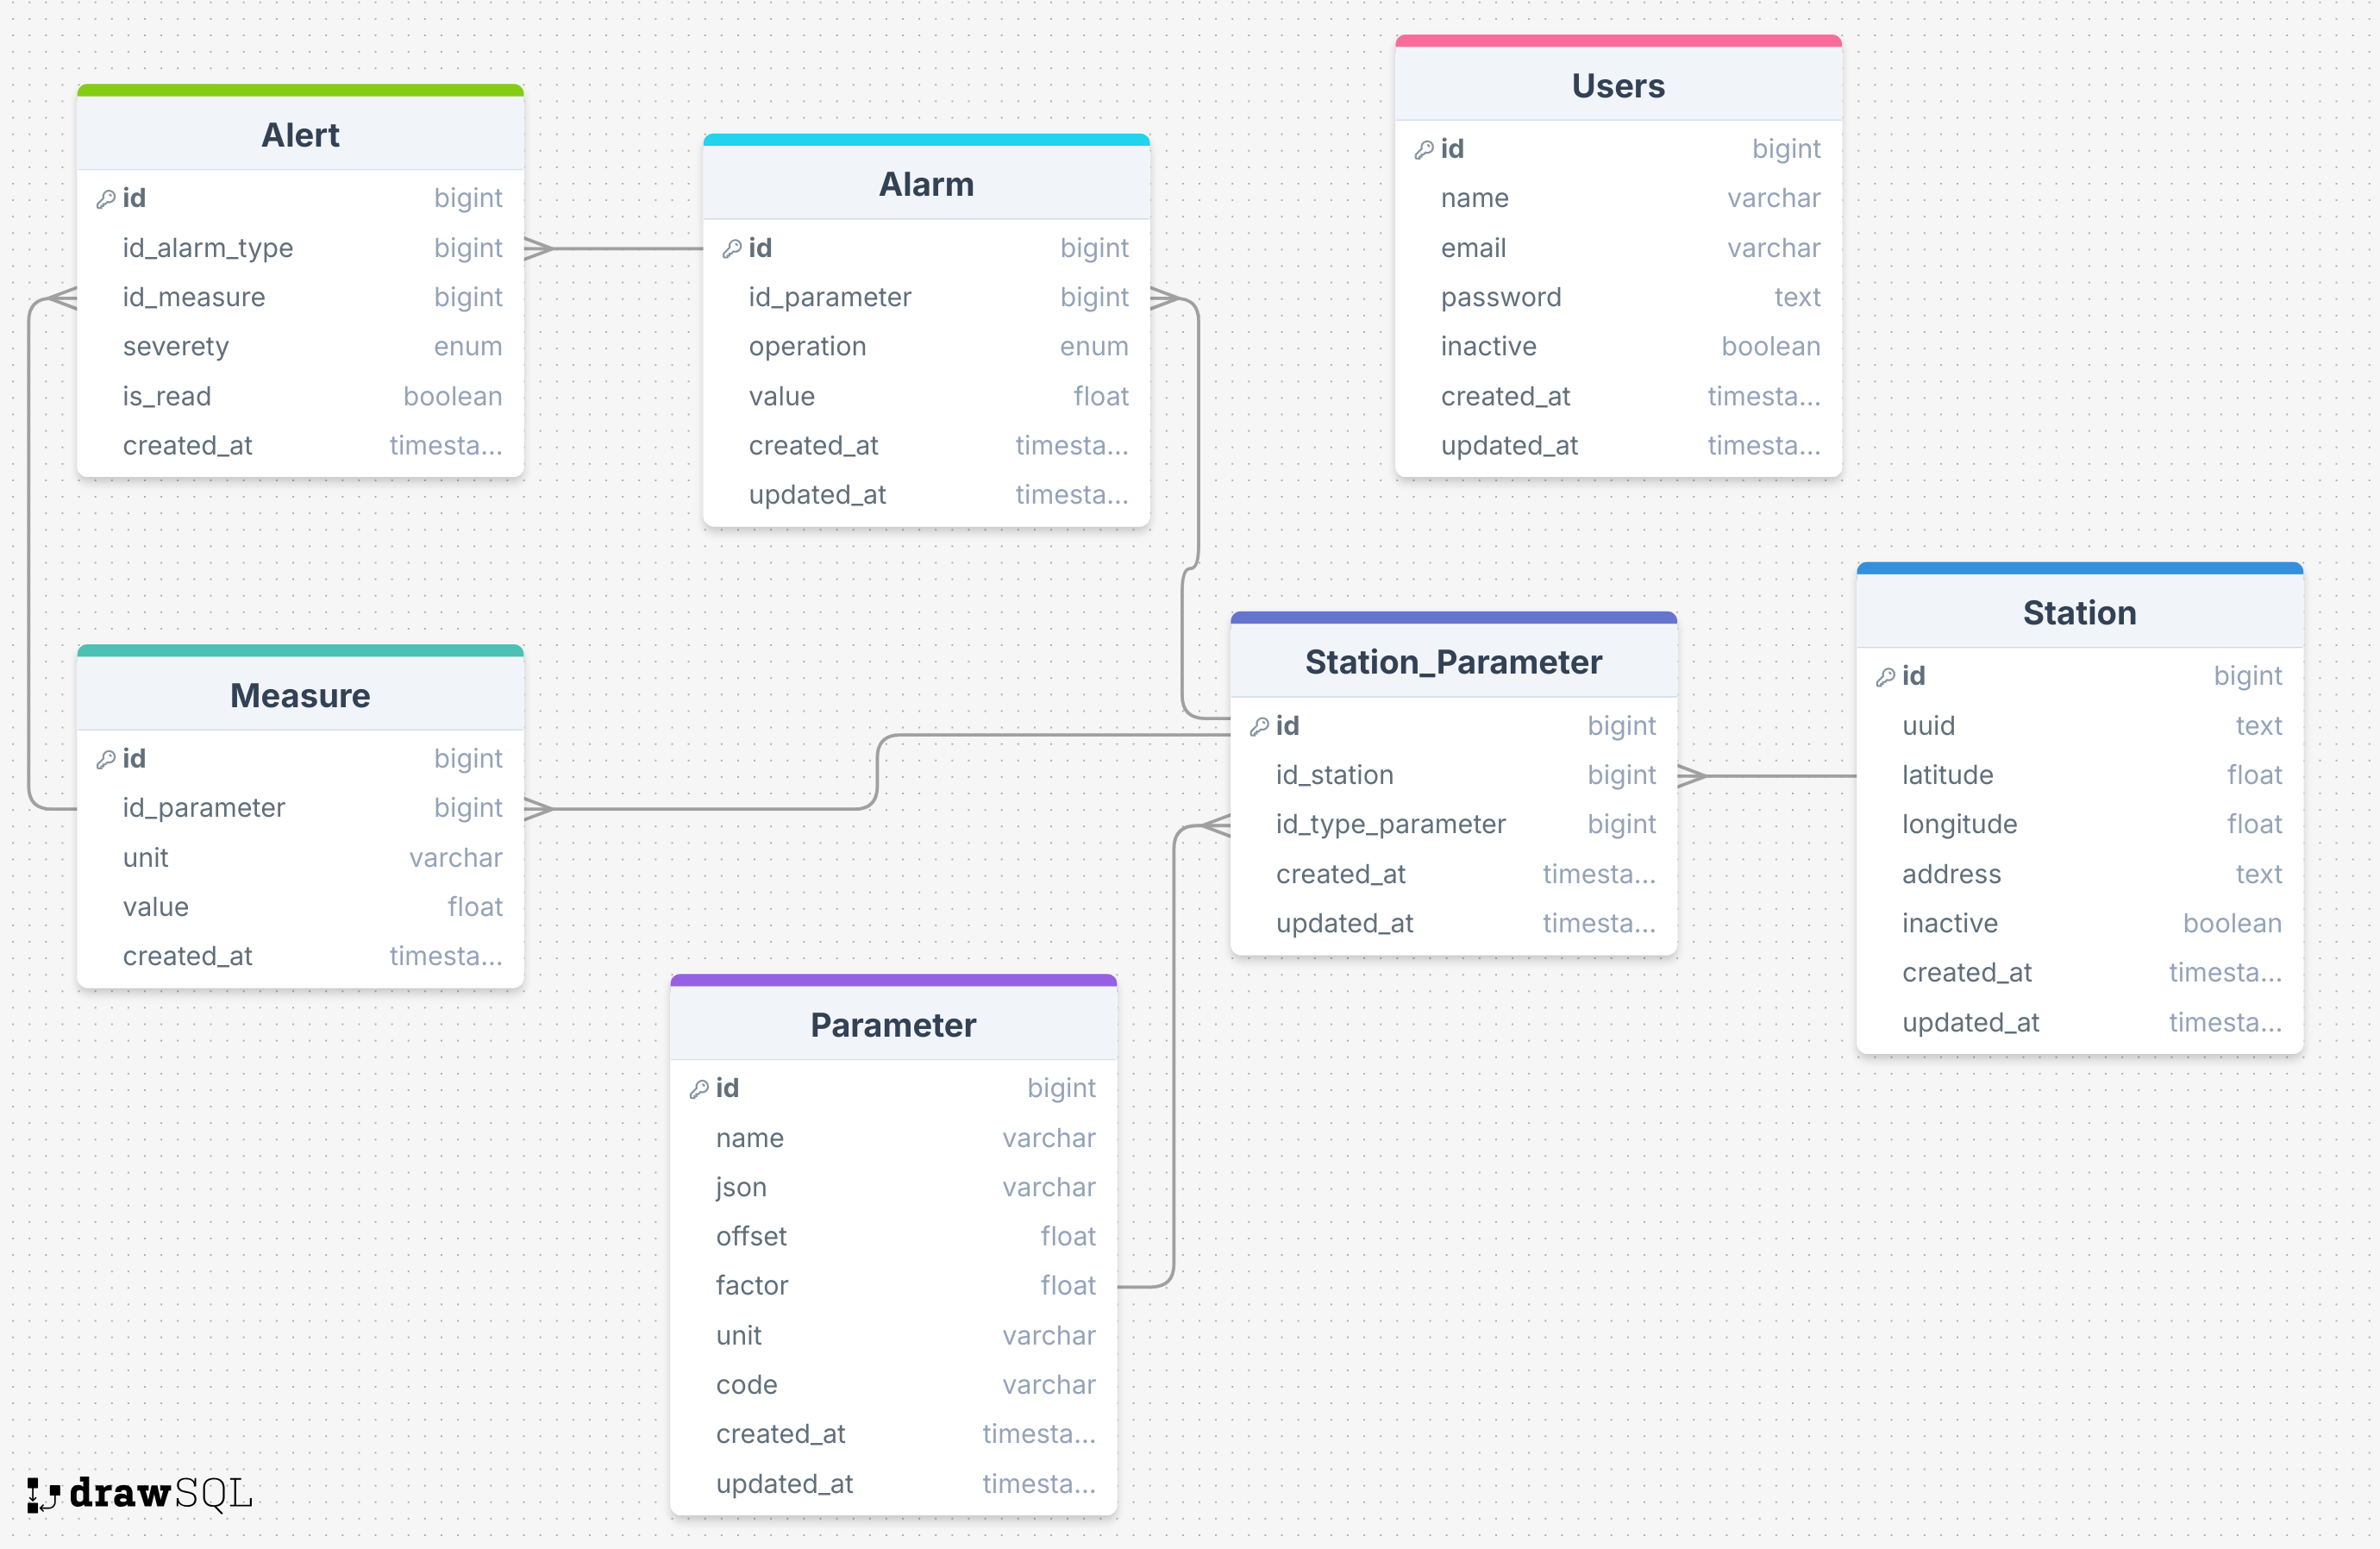 Alert
id bigint
id_alarm_type bigint
id_measure bigint
severety enum
is_read boolean
created_at timesta...
Alarm
id bigint
id_parameter bigint
operation enum
value float
created_at timesta...
updated_at timesta...
Users
id bigint
name varchar
email varchar
password text
inactive boolean
created_at timesta...
updated_at timesta...
Measure
id bigint
id_parameter bigint
unit varchar
value float
created_at timesta...
Station_Parameter
id bigint
id_station bigint
id_type_parameter bigint
created_at timesta...
updated_at timesta...
Station
id bigint
uuid text
latitude float
longitude float
address text
inactive boolean
created_at timesta...
updated_at timesta...
Parameter
id bigint
name varchar
json varchar
offset float
factor float
unit varchar
code varchar
created_at timesta...
updated_at timesta...
drawSQL